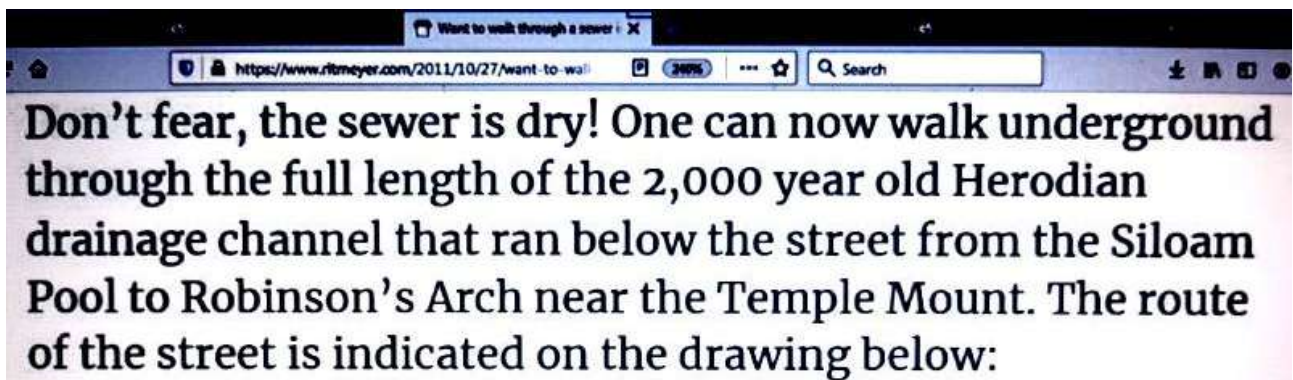 Want to walk through a sewer i
https://www.ritmeyer.com/2011/10/27/want-to-wal
Search
Don't fear, the sewer is dry! One can now walk underground
through the full length of the 2,000 year old Herodian
drainage channel that ran below the street from the Siloam
Pool to Robinson's Arch near the Temple Mount. The route
of the street is indicated on the drawing below: